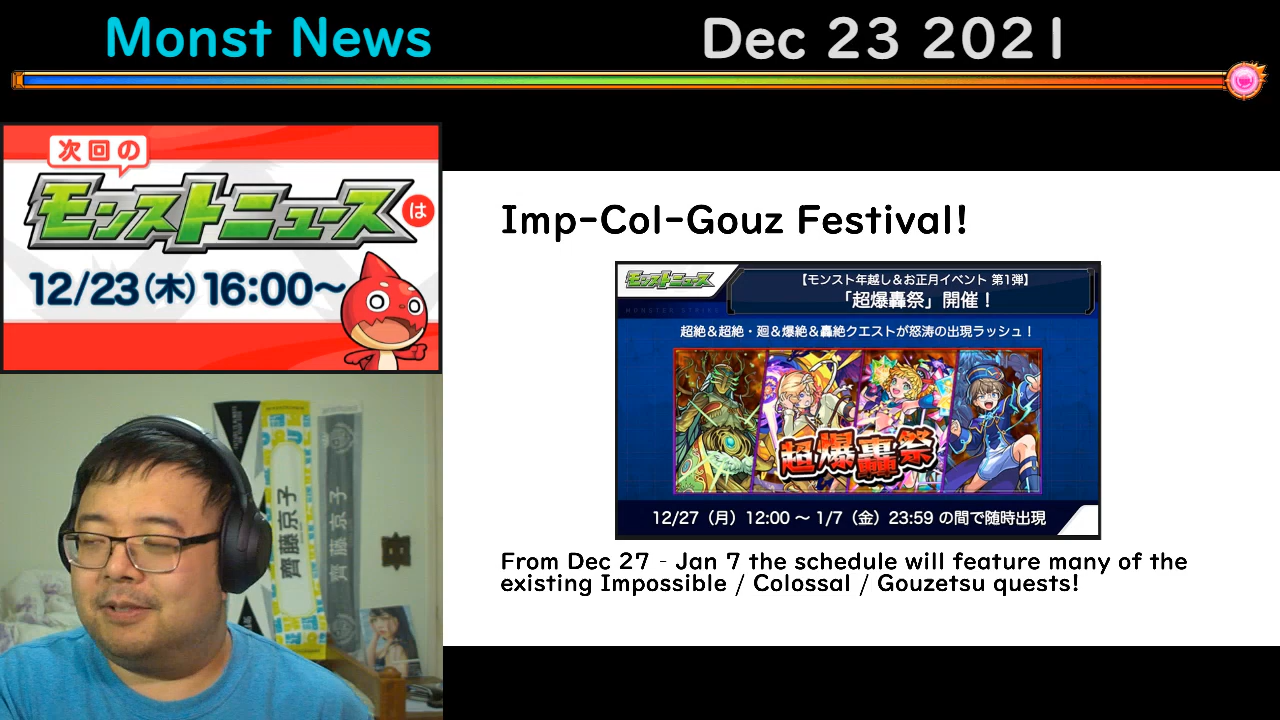 Monst News
Dec 23 2021
次回の
モンストニュース
は
12/23(木) 16:00〜
Imp-Col-Gouz Festival!
モンストニュース
【モンスト年越し＆お正月イベント 第1弾】
「超爆轟祭」開催！
MONSTER STRIKE
超絶＆超絶・廻＆爆絶＆轟絶クエストが怒涛の出現ラッシュ！
超爆轟祭
12/27（月）12:00 〜 1/7（金）23:59 の間で随時出現
From Dec 27 - Jan 7 the schedule will feature many of the
existing Impossible / Colossal / Gouzetsu quests!
齊藤京子
齊藤京子